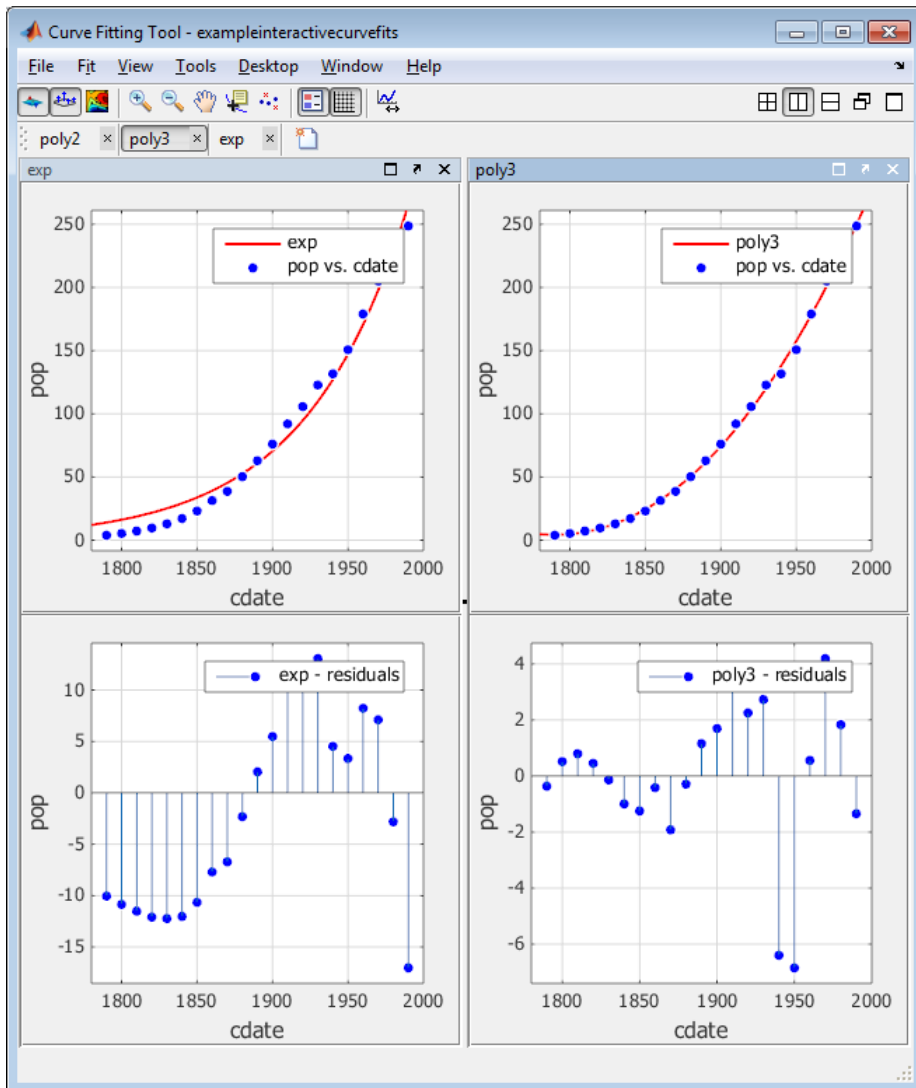 Curve Fitting Tool - exampleinteractivecurvefits
File Fit View Tools Desktop Window Help
poly2 poly3 exp
exp
250
200
150
100
50
0
pop
exp
pop vs. cdate
1800 1850 1900 1950 2000
cdate
10
5
0
-5
-10
-15
pop
exp - residuals
1800 1850 1900 1950 2000
cdate
poly3
250
200
150
100
50
0
pop
poly3
pop vs. cdate
1800 1850 1900 1950 2000
cdate
4
2
0
-2
-4
-6
pop
poly3 - residuals
1800 1850 1900 1950 2000
cdate